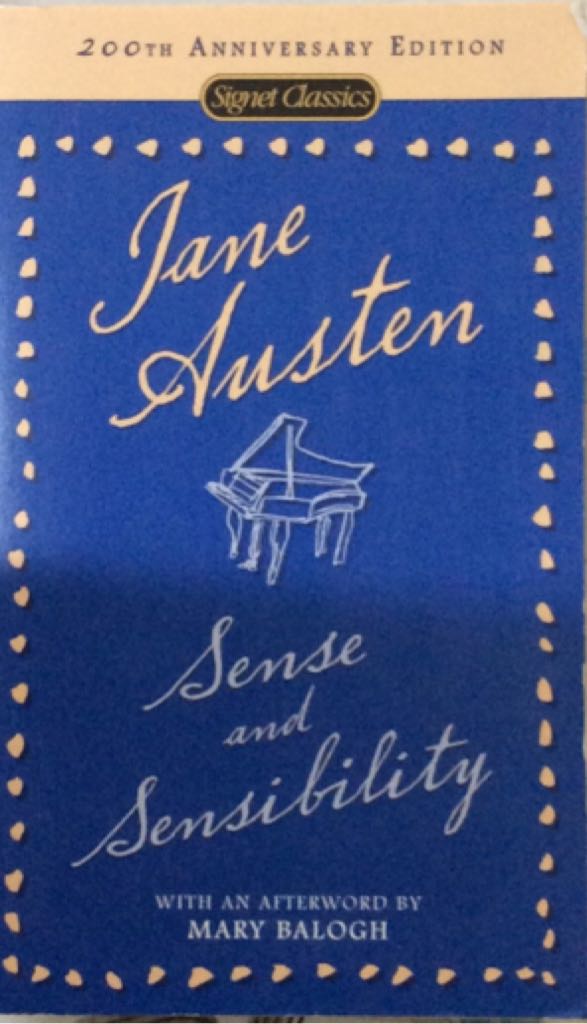 200TH ANNIVERSARY EDITION
Signet Classics
Jane
Austen
Sense
and
Sensibility
WITH AN AFTERWORD BY
MARY BALOGH